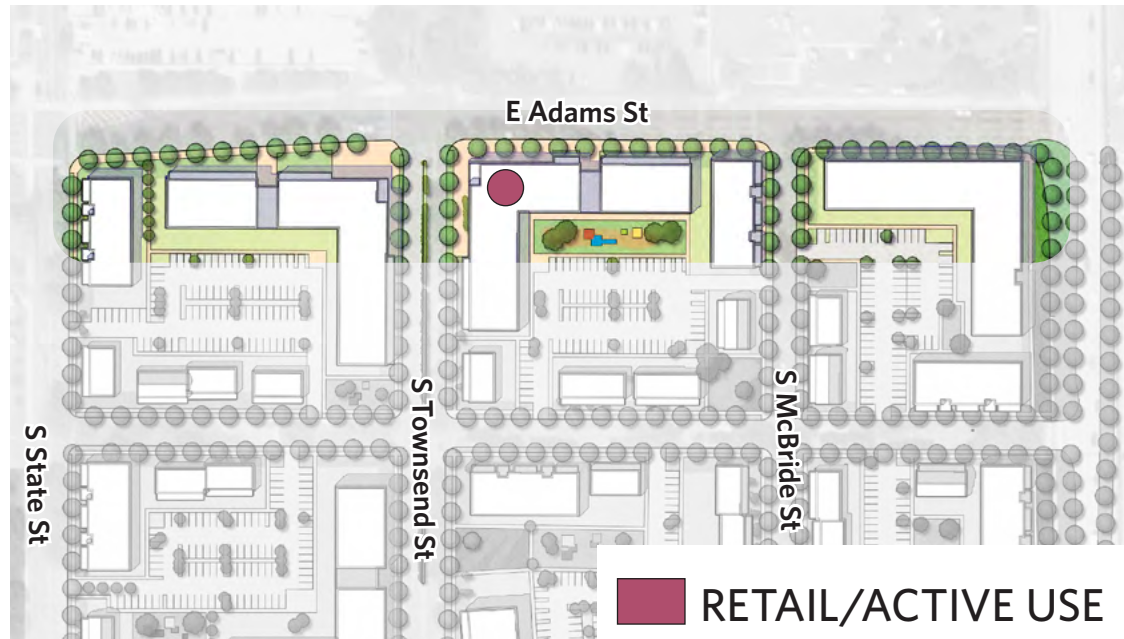 E Adams St
S State St
S Townsend St
S McBride St
RETAIL/ACTIVE USE